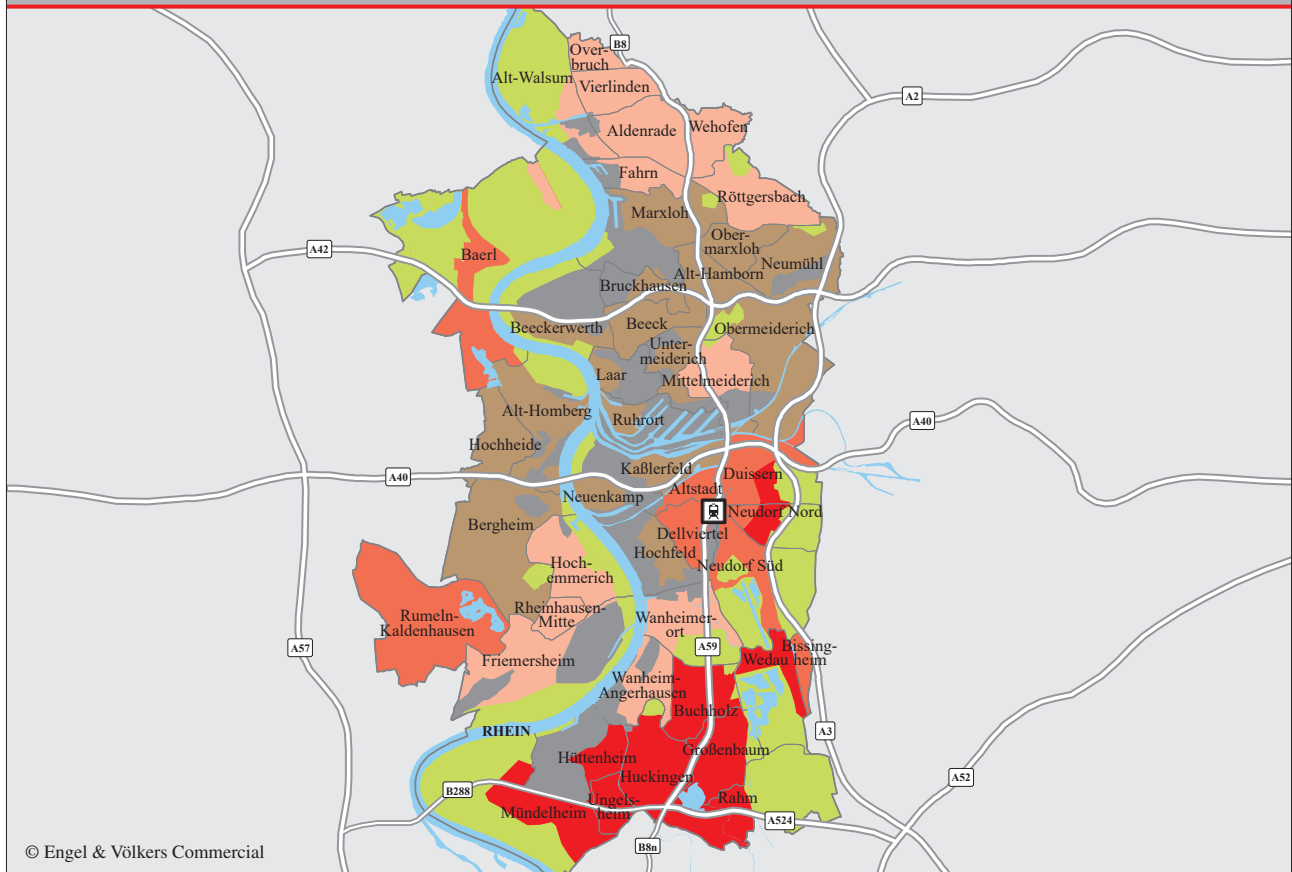 B8
Over-
bruch
Alt-Walsum
Vierlinden
A2
Aldenrade
Wehofen
Fahrn
Röttgersbach
Marxloh
Ober-
marxloh
A42
Baerl
Neumühl
Alt-Hamborn
Bruckhausen
Beeckerwerth
Beeck
Obermeiderich
Unter-
meiderich
Laar
Mittelmeiderich
Alt-Homberg
Ruhrort
A40
Hochheide
Kaßlerfeld
A40
Duissern
Altstadt
Neuenkamp
Neudorf Nord
Bergheim
Dellviertel
Hochfeld
Neudorf Süd
Hoch-
emmerich
Rheinhausen-
Mitte
Rumeln-
Kaldenhausen
Wanheimer-
ort
A57
A59
Bissing-
heim
Wedau
Friemersheim
Wanheim-
Angerhausen
Buchholz
RHEIN
A3
Großenbaum
Hüttenheim
Huckingen
A52
B288
Rahm
Ungels-
heim
Mündelheim
A524
B8n
© Engel & Völkers Commercial